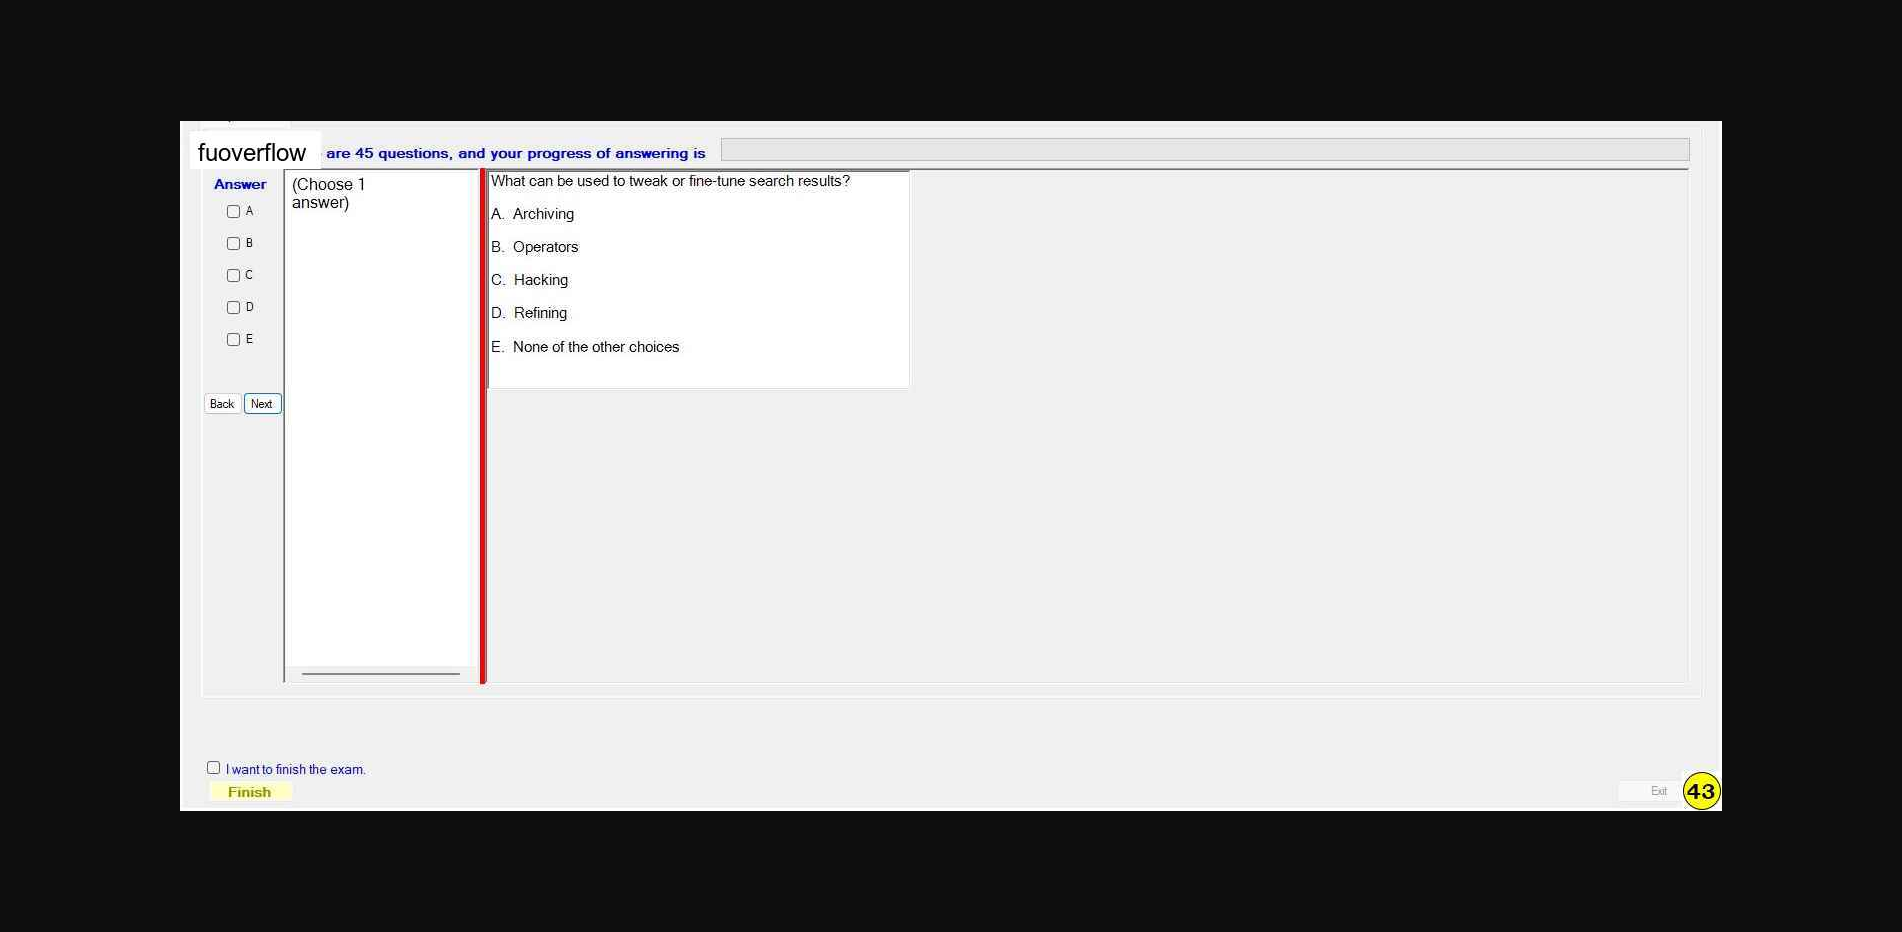 fuoverflow are 45 questions, and your progress of answering is
Answer
A
B
C
D
E
Back Next
(Choose 1
answer)
What can be used to tweak or fine-tune search results?
A. Archiving
B. Operators
C. Hacking
D. Refining
E. None of the other choices
I want to finish the exam.
Finish
Exit 43